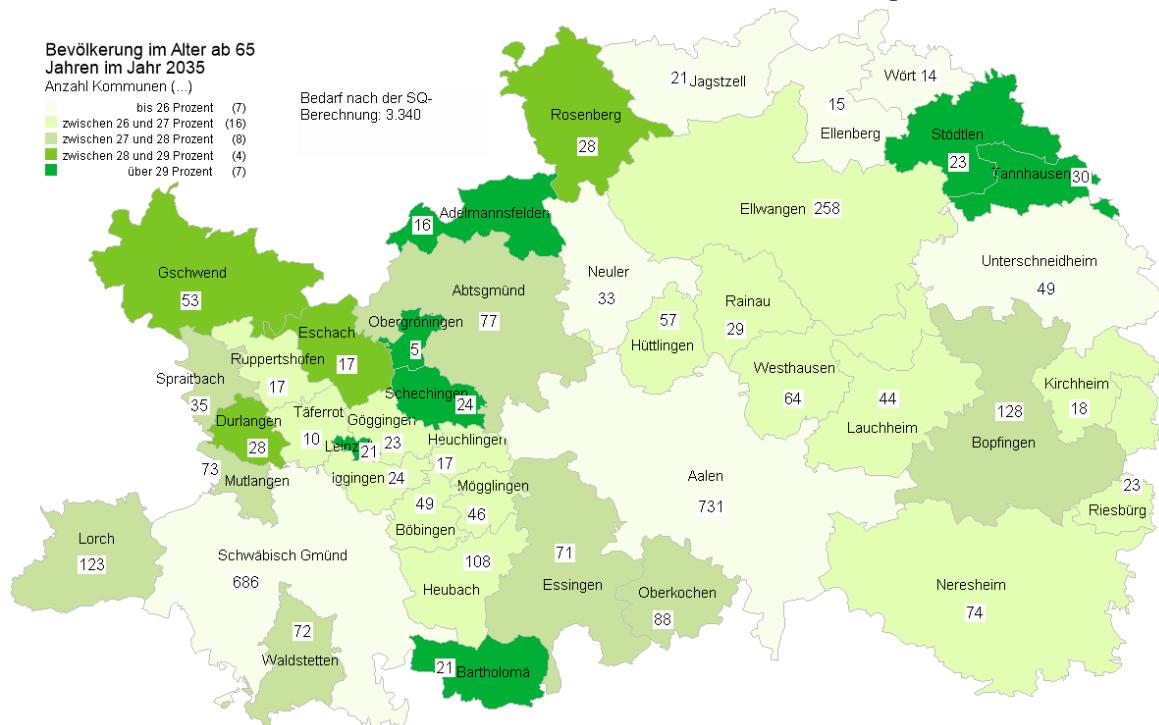 Bevölkerung im Alter ab 65
Jahren im Jahr 2035
Anzahl Kommunen (...)
bis 26 Prozent (7)
zwischen 26 und 27 Prozent (16)
zwischen 27 und 28 Prozent (8)
zwischen 28 und 29 Prozent (4)
über 29 Prozent (7)
Bedarf nach der SQ-
Berechnung: 3.340
21 Jagstzell
Wört 14
15
Ellenberg
Rosenberg
28
Stödtlen
23
Tannhausen 30
Adelmannsfelden
16
Ellwangen 258
Gschwend
53
Neuler
33
Unterschneidheim
49
Abtsgmünd
77
Rainau
29
57
Hüttlingen
Obergröningen
5
Eschach
17
Ruppertshofen
17
Spraitbach
35
Westhausen
64
44
Lauchheim
Kirchheim
18
128
Bopfingen
Schechingen
24
Durlangen
28
Täferrot
10
Göggingen
23
Leinz
21
Heuchlingen
17
73
Mutlangen
Iggingen
24
Mögglingen
46
49
Böbingen
Aalen
731
23
Riesbürg
Lorch
123
Schwäbisch Gmünd
686
108
Heubach
71
Essingen
Oberkochen
88
Neresheim
74
72
Waldstetten
21
Bartholomä